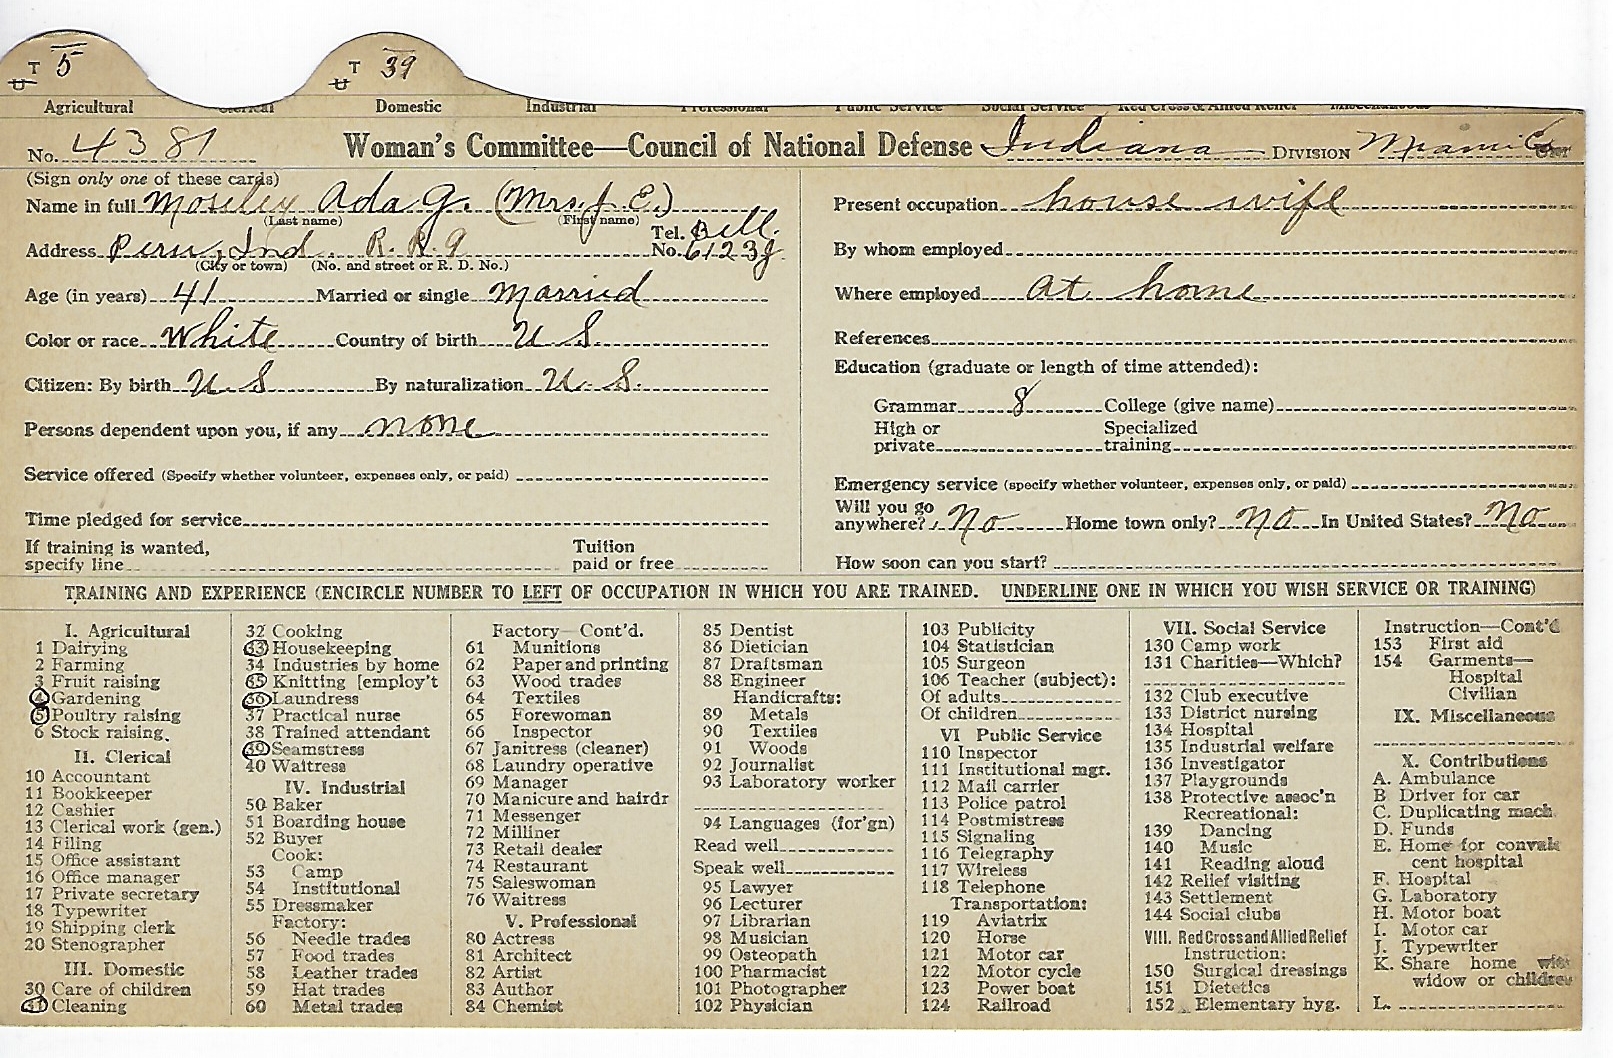 T 5 T 39
U U
Agricultural Clerical Domestic Industrial Professional Public Service Social Service Red Cross & Allied Relief Miscellaneous
No. 4381 Woman's Committee—Council of National Defense Indiana DIVISION Miami Co
(Sign only one of these cards)
Name in full Moseley Ada G. (Mrs. J. E.)
(Last name) (First name)
Address Peru, Ind. R. R. 9 Tel. No. Bell. 6123J
(City or town) (No. and street or R. D. No.)
Age (in years) 41 Married or single Married
Color or race White Country of birth U S.
Citizen: By birth U S By naturalization U. S.
Persons dependent upon you, if any none
Service offered (Specify whether volunteer, expenses only, or paid)
Time pledged for service
If training is wanted, specify line Tuition paid or free
Present occupation house wife
By whom employed
Where employed at home
References
Education (graduate or length of time attended):
Grammar 8 College (give name)
High or private Specialized training
Emergency service (specify whether volunteer, expenses only, or paid)
Will you go anywhere? No Home town only? No In United States? No
How soon can you start?
TRAINING AND EXPERIENCE (ENCIRCLE NUMBER TO LEFT OF OCCUPATION IN WHICH YOU ARE TRAINED. UNDERLINE ONE IN WHICH YOU WISH SERVICE OR TRAINING)
I. Agricultural
1 Dairying
2 Farming
3 Fruit raising
4 Gardening
5 Poultry raising
6 Stock raising.
II. Clerical
10 Accountant
11 Bookkeeper
12 Cashier
13 Clerical work (gen.)
14 Filing
15 Office assistant
16 Office manager
17 Private secretary
18 Typewriter
19 Shipping clerk
20 Stenographer
III. Domestic
30 Care of children
31 Cleaning
32 Cooking
33 Housekeeping
34 Industries by home
35 Knitting [employ't
36 Laundress
37 Practical nurse
38 Trained attendant
39 Seamstress
40 Waitress
IV. Industrial
50 Baker
51 Boarding house
52 Buyer
Cook:
53 Camp
54 Institutional
55 Dressmaker
Factory:
56 Needle trades
57 Food trades
58 Leather trades
59 Hat trades
60 Metal trades
Factory—Cont'd.
61 Munitions
62 Paper and printing
63 Wood trades
64 Textiles
65 Forewoman
66 Inspector
67 Janitress (cleaner)
68 Laundry operative
69 Manager
70 Manicure and hairdr
71 Messenger
72 Milliner
73 Retail dealer
74 Restaurant
75 Saleswoman
76 Waitress
V. Professional
80 Actress
81 Architect
82 Artist
83 Author
84 Chemist
85 Dentist
86 Dietician
87 Draftsman
88 Engineer
Handicrafts:
89 Metals
90 Textiles
91 Woods
92 Journalist
93 Laboratory worker
94 Languages (for'gn)
Read well
Speak well
95 Lawyer
96 Lecturer
97 Librarian
98 Musician
99 Osteopath
100 Pharmacist
101 Photographer
102 Physician
103 Publicity
104 Statistician
105 Surgeon
106 Teacher (subject):
Of adults
Of children
VI Public Service
110 Inspector
111 Institutional mgr.
112 Mail carrier
113 Police patrol
114 Postmistress
115 Signaling
116 Telegraphy
117 Wireless
118 Telephone
Transportation:
119 Aviatrix
120 Horse
121 Motor car
122 Motor cycle
123 Power boat
124 Railroad
VII. Social Service
130 Camp work
131 Charities—Which?
132 Club executive
133 District nursing
134 Hospital
135 Industrial welfare
136 Investigator
137 Playgrounds
138 Protective assoc'n
Recreational:
139 Dancing
140 Music
141 Reading aloud
142 Relief visiting
143 Settlement
144 Social clubs
VIII. Red Cross and Allied Relief
Instruction:
150 Surgical dressings
151 Dietetics
152 Elementary hyg.
Instruction—Cont'd
153 First aid
154 Garments—
Hospital
Civilian
IX. Miscellaneous
X. Contributions
A. Ambulance
B. Driver for car
C. Duplicating mach.
D. Funds
E. Home for convales
cent hospital
F. Hospital
G. Laboratory
H. Motor boat
I. Motor car
J. Typewriter
K. Share home with
widow or children
L.